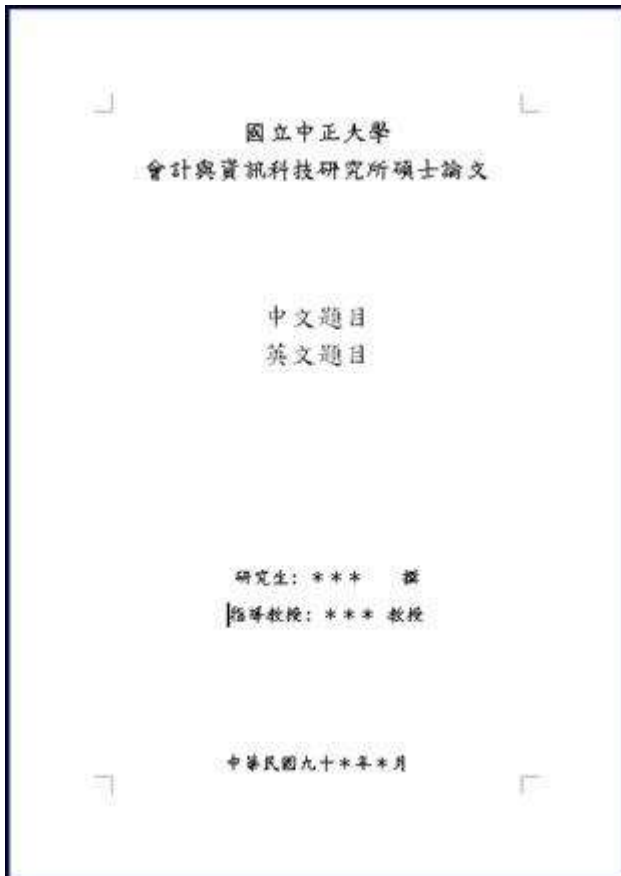 國立中正大學
會計與資訊科技研究所碩士論文
中文題目
英文題目
研究生：＊＊＊　撰
指導教授：＊＊＊ 教授
中華民國九十＊年＊月